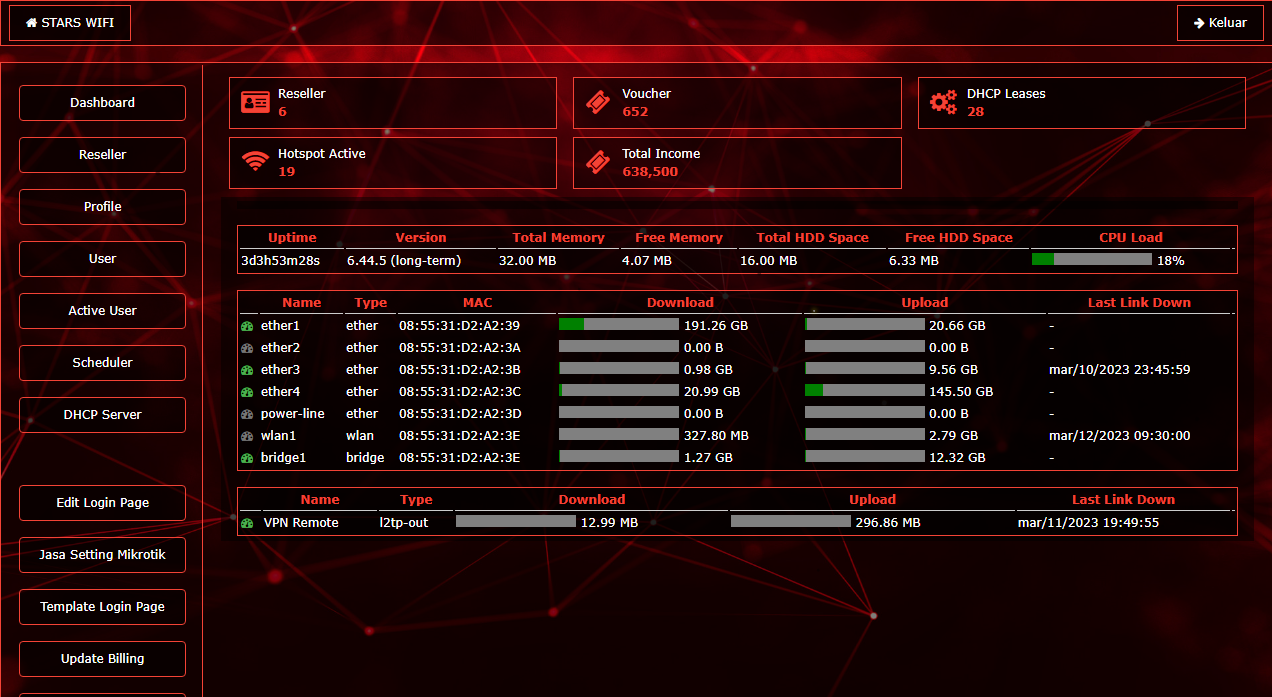 STARS WIFI
Keluar
Dashboard
Reseller
Profile
User
Active User
Scheduler
DHCP Server
Edit Login Page
Jasa Setting Mikrotik
Template Login Page
Update Billing
Reseller
6
Voucher
652
DHCP Leases
28
Hotspot Active
19
Total Income
638,500
Uptime Version Total Memory Free Memory Total HDD Space Free HDD Space CPU Load
3d3h53m28s 6.44.5 (long-term) 32.00 MB 4.07 MB 16.00 MB 6.33 MB 18%
Name Type MAC Download Upload Last Link Down
ether1 ether 08:55:31:D2:A2:39 191.26 GB 20.66 GB -
ether2 ether 08:55:31:D2:A2:3A 0.00 B 0.00 B -
ether3 ether 08:55:31:D2:A2:3B 0.98 GB 9.56 GB mar/10/2023 23:45:59
ether4 ether 08:55:31:D2:A2:3C 20.99 GB 145.50 GB -
power-line ether 08:55:31:D2:A2:3D 0.00 B 0.00 B -
wlan1 wlan 08:55:31:D2:A2:3E 327.80 MB 2.79 GB mar/12/2023 09:30:00
bridge1 bridge 08:55:31:D2:A2:3E 1.27 GB 12.32 GB -
Name Type Download Upload Last Link Down
VPN Remote l2tp-out 12.99 MB 296.86 MB mar/11/2023 19:49:55